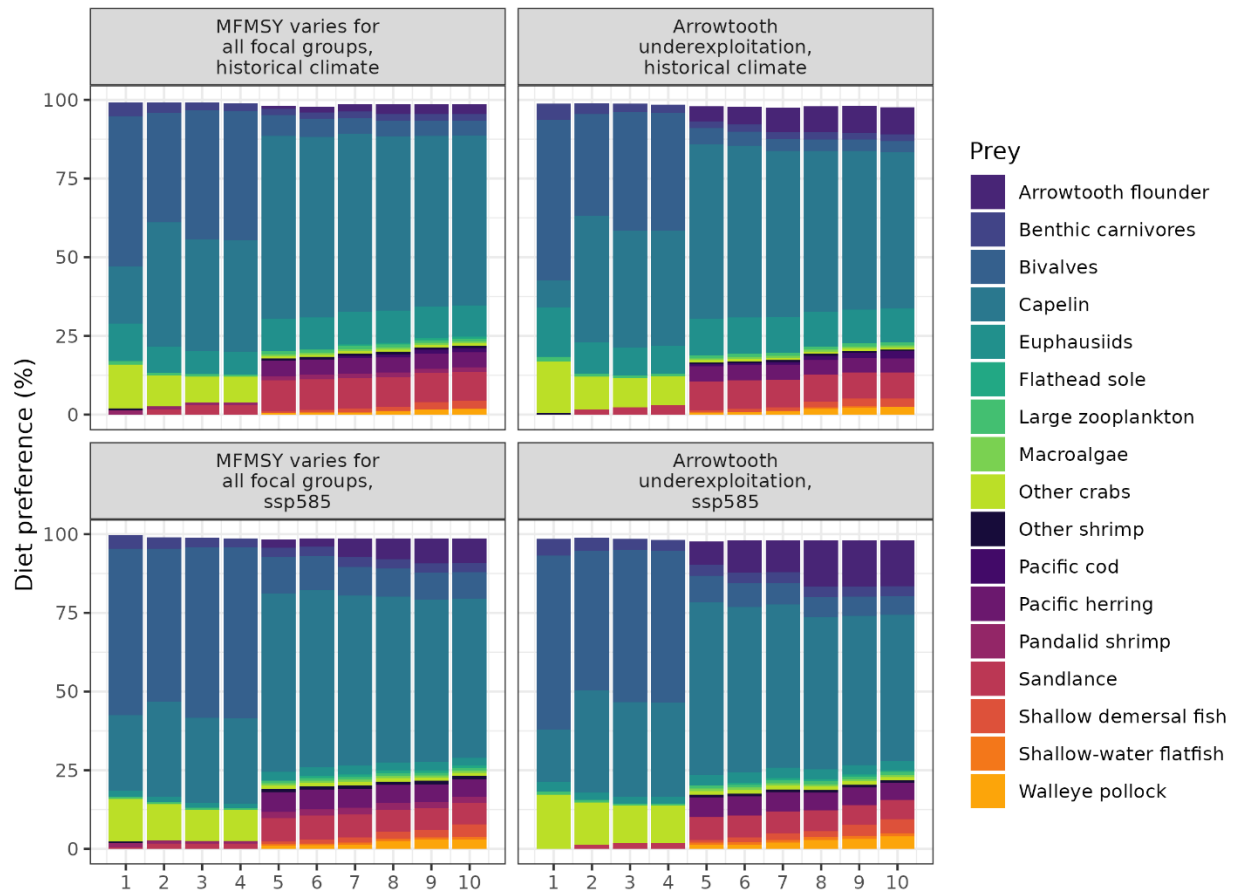 MFMSY varies for
all focal groups,
historical climate
Arrowtooth
underexploitation,
historical climate
100
75
50
25
0
MFMSY varies for
all focal groups,
ssp585
Arrowtooth
underexploitation,
ssp585
100
75
50
25
0
Diet preference (%)
1 2 3 4 5 6 7 8 9 10
1 2 3 4 5 6 7 8 9 10
Prey
Arrowtooth flounder
Benthic carnivores
Bivalves
Capelin
Euphausiids
Flathead sole
Large zooplankton
Macroalgae
Other crabs
Other shrimp
Pacific cod
Pacific herring
Pandalid shrimp
Sandlance
Shallow demersal fish
Shallow-water flatfish
Walleye pollock